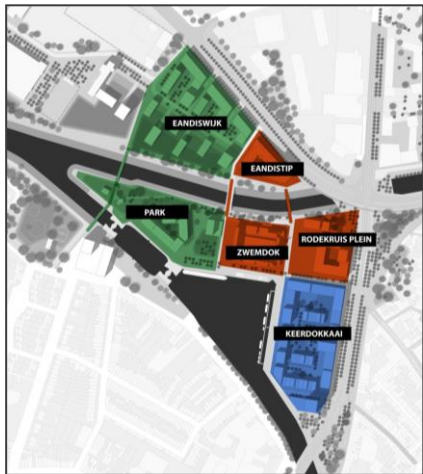 EANDISWIJK
EANDISTIP
PARK
ZWEMDOK
RODEKRUIS PLEIN
KEERDOKKAAI